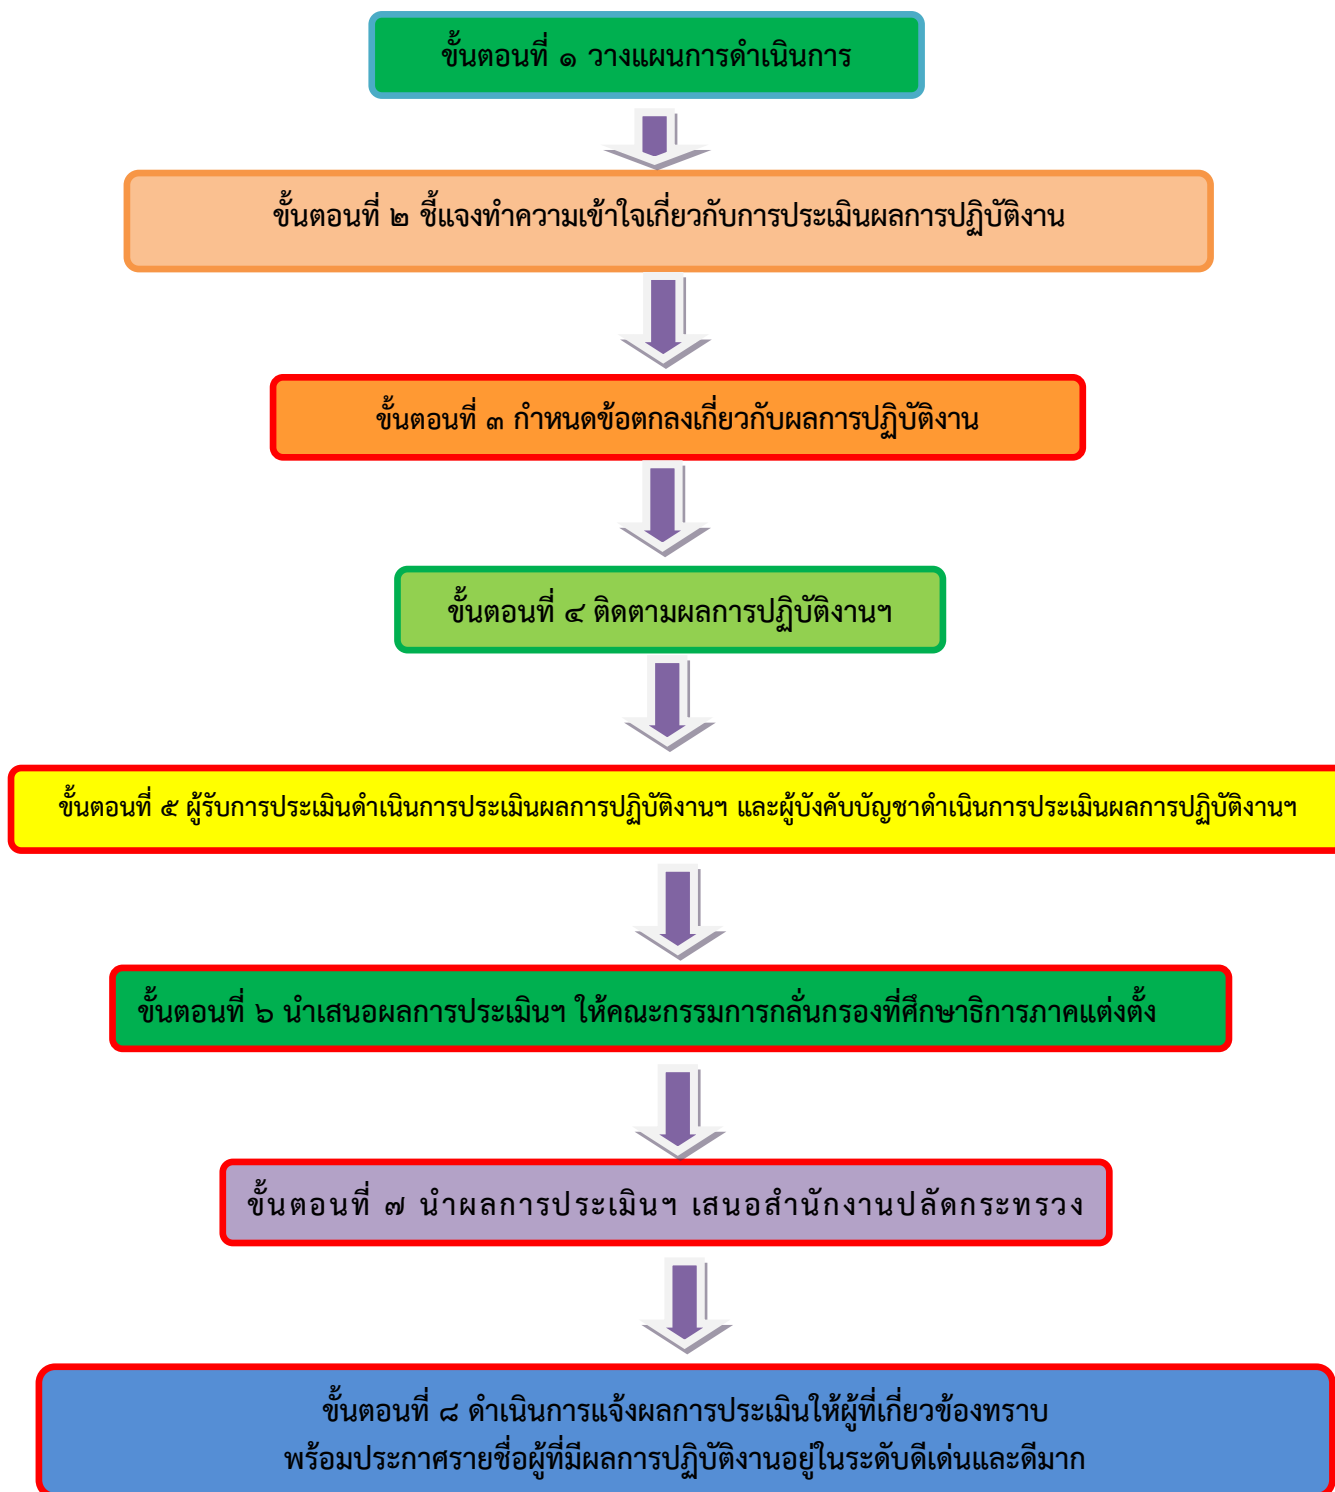 ขั้นตอนที่ ๑ วางแผนการดำเนินการ
ขั้นตอนที่ ๒ ชี้แจงทำความเข้าใจเกี่ยวกับการประเมินผลการปฏิบัติงาน
ขั้นตอนที่ ๓ กำหนดข้อตกลงเกี่ยวกับผลการปฏิบัติงาน
ขั้นตอนที่ ๔ ติดตามผลการปฏิบัติงานฯ
ขั้นตอนที่ ๕ ผู้รับการประเมินดำเนินการประเมินผลการปฏิบัติงานฯ และผู้บังคับบัญชาดำเนินการประเมินผลการปฏิบัติงานฯ
ขั้นตอนที่ ๖ นำเสนอผลการประเมินฯ ให้คณะกรรมการกลั่นกรองที่ศึกษาธิการภาคแต่งตั้ง
ขั้นตอนที่ ๗ นำผลการประเมินฯ เสนอสำนักงานปลัดกระทรวง
ขั้นตอนที่ ๘ ดำเนินการแจ้งผลการประเมินให้ผู้ที่เกี่ยวข้องทราบ
พร้อมประกาศรายชื่อผู้ที่มีผลการปฏิบัติงานอยู่ในระดับดีเด่นและดีมาก